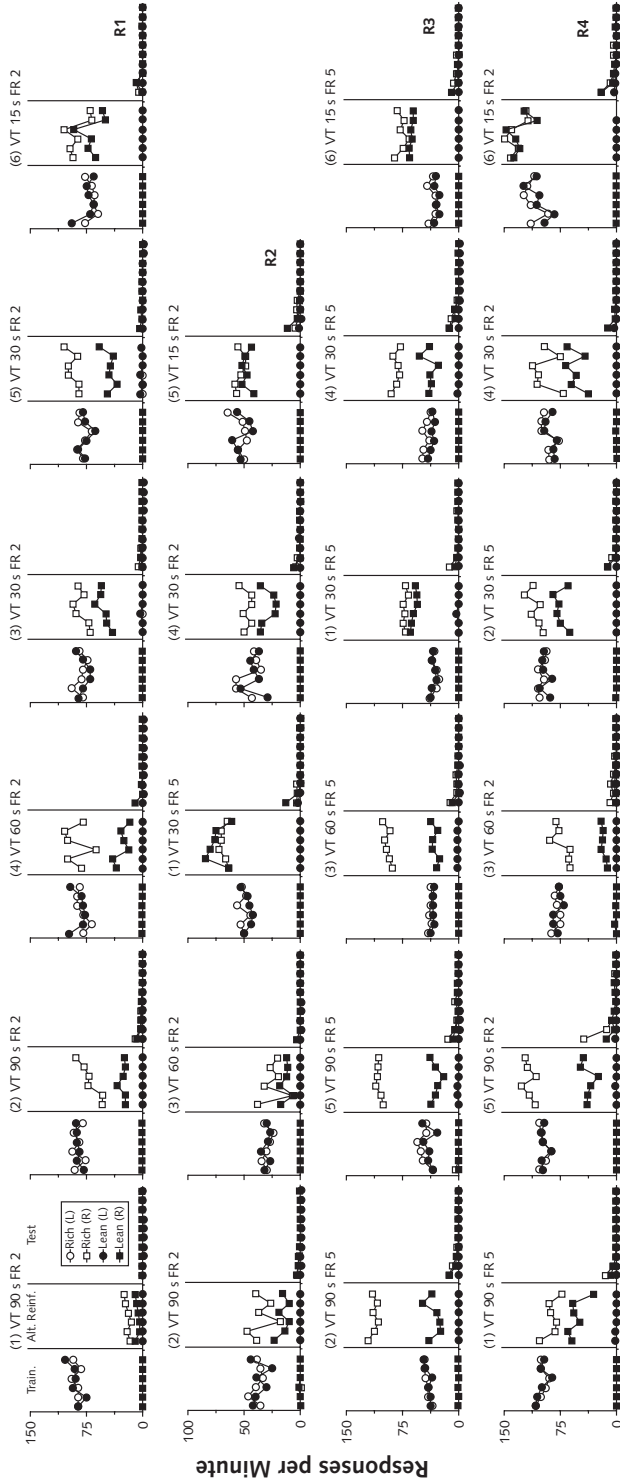 (1) VT 90 s FR 2 (2) VT 90 s FR 2 (4) VT 60 s FR 2 (3) VT 30 s FR 2 (5) VT 30 s FR 2 (6) VT 15 s FR 2
Train. Alt. Reinf. Test
Rich (L)
Rich (R)
Lean (L)
Lean (R)
R1
150
75
0
(2) VT 90 s FR 2 (3) VT 60 s FR 2 (1) VT 30 s FR 5 (4) VT 30 s FR 2 (5) VT 15 s FR 2
R2
100
75
50
25
0
(2) VT 90 s FR 5 (5) VT 90 s FR 5 (3) VT 60 s FR 5 (1) VT 30 s FR 5 (4) VT 30 s FR 5 (6) VT 15 s FR 5
R3
150
75
0
(1) VT 90 s FR 5 (5) VT 90 s FR 2 (3) VT 60 s FR 2 (2) VT 30 s FR 5 (4) VT 30 s FR 2 (6) VT 15 s FR 2
R4
150
75
0
Responses per Minute